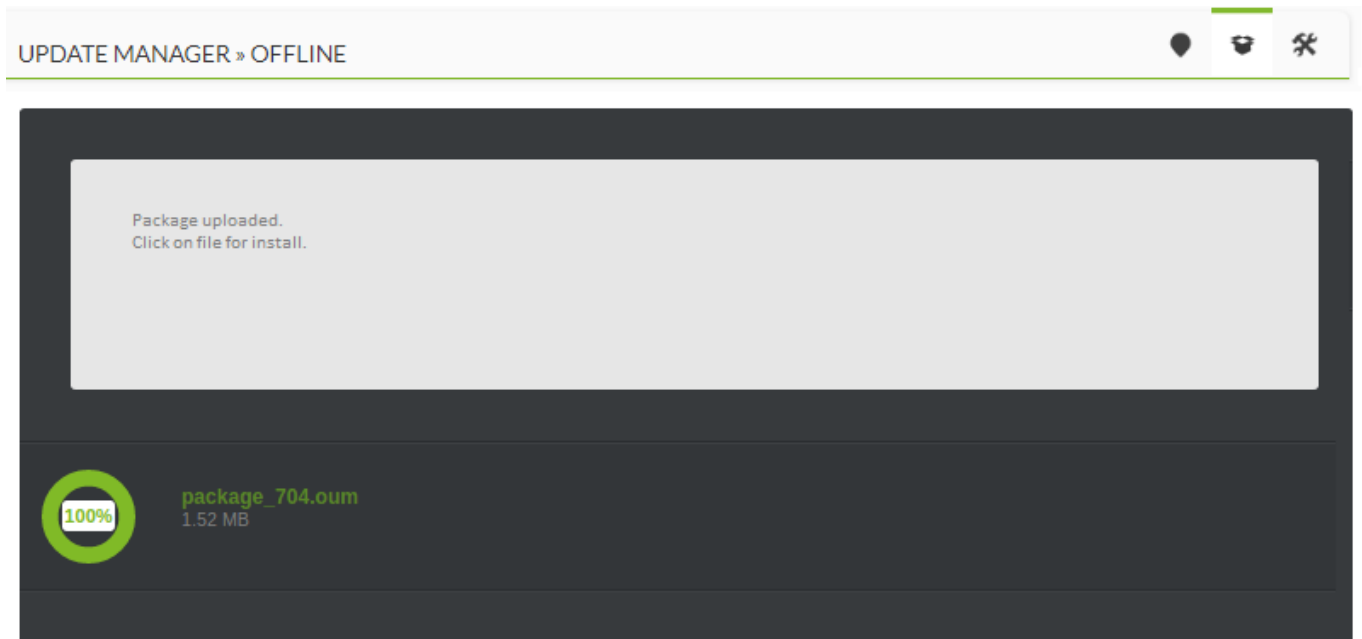 UPDATE MANAGER » OFFLINE
Package uploaded.
Click on file for install.
100%
package_704.oum
1.52 MB